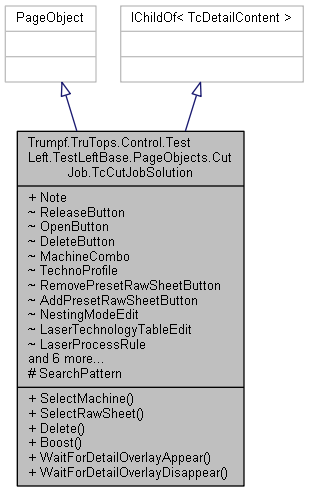 PageObject
IChildOf< TcDetailContent >
Trumpf.TruTops.Control.Test
Left.TestLeftBase.PageObjects.Cut
Job.TcCutJobSolution
+ Note
~ ReleaseButton
~ OpenButton
~ DeleteButton
~ MachineCombo
~ TechnoProfile
~ RemovePresetRawSheetButton
~ AddPresetRawSheetButton
~ NestingModeEdit
~ LaserTechnologyTableEdit
~ LaserProcessRule
and 6 more...
# SearchPattern
+ SelectMachine()
+ SelectRawSheet()
+ Delete()
+ Boost()
+ WaitForDetailOverlayAppear()
+ WaitForDetailOverlayDisappear()